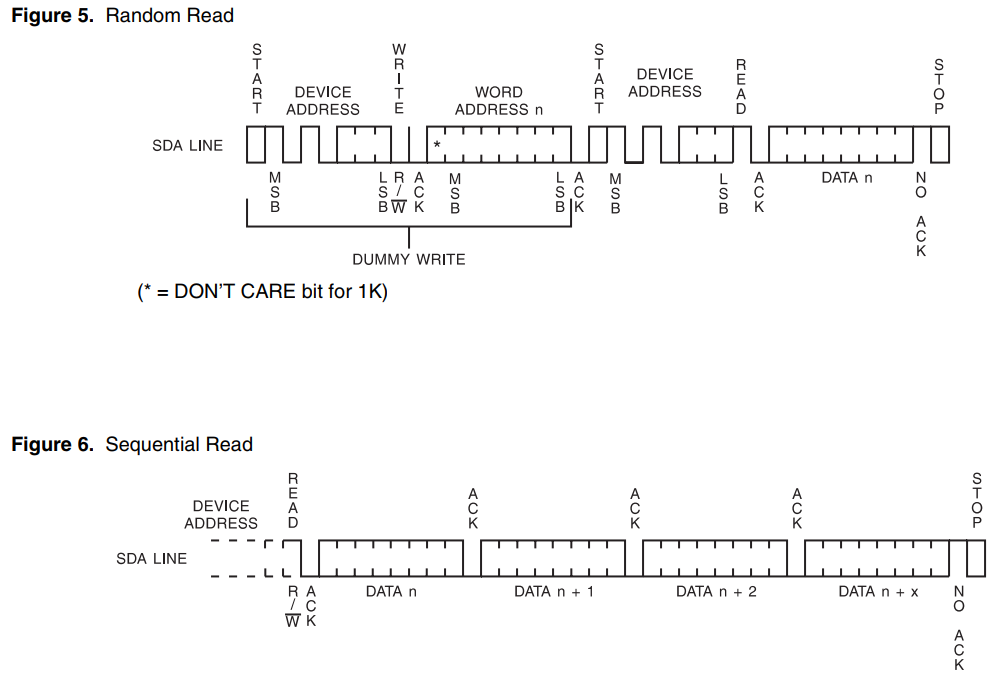 Figure 5. Random Read
START
WRITE
START
READ
STOP
DEVICE
ADDRESS
WORD
ADDRESS n
DEVICE
ADDRESS
SDA LINE
*
MSB
LSB
R/W
ACK
MSB
LSB
ACK
MSB
LSB
ACK
DATA n
NO ACK
DUMMY WRITE
(* = DON'T CARE bit for 1K)
Figure 6. Sequential Read
DEVICE
ADDRESS
READ
ACK
ACK
ACK
STOP
SDA LINE
R/W
ACK
DATA n
DATA n + 1
DATA n + 2
DATA n + x
NO ACK